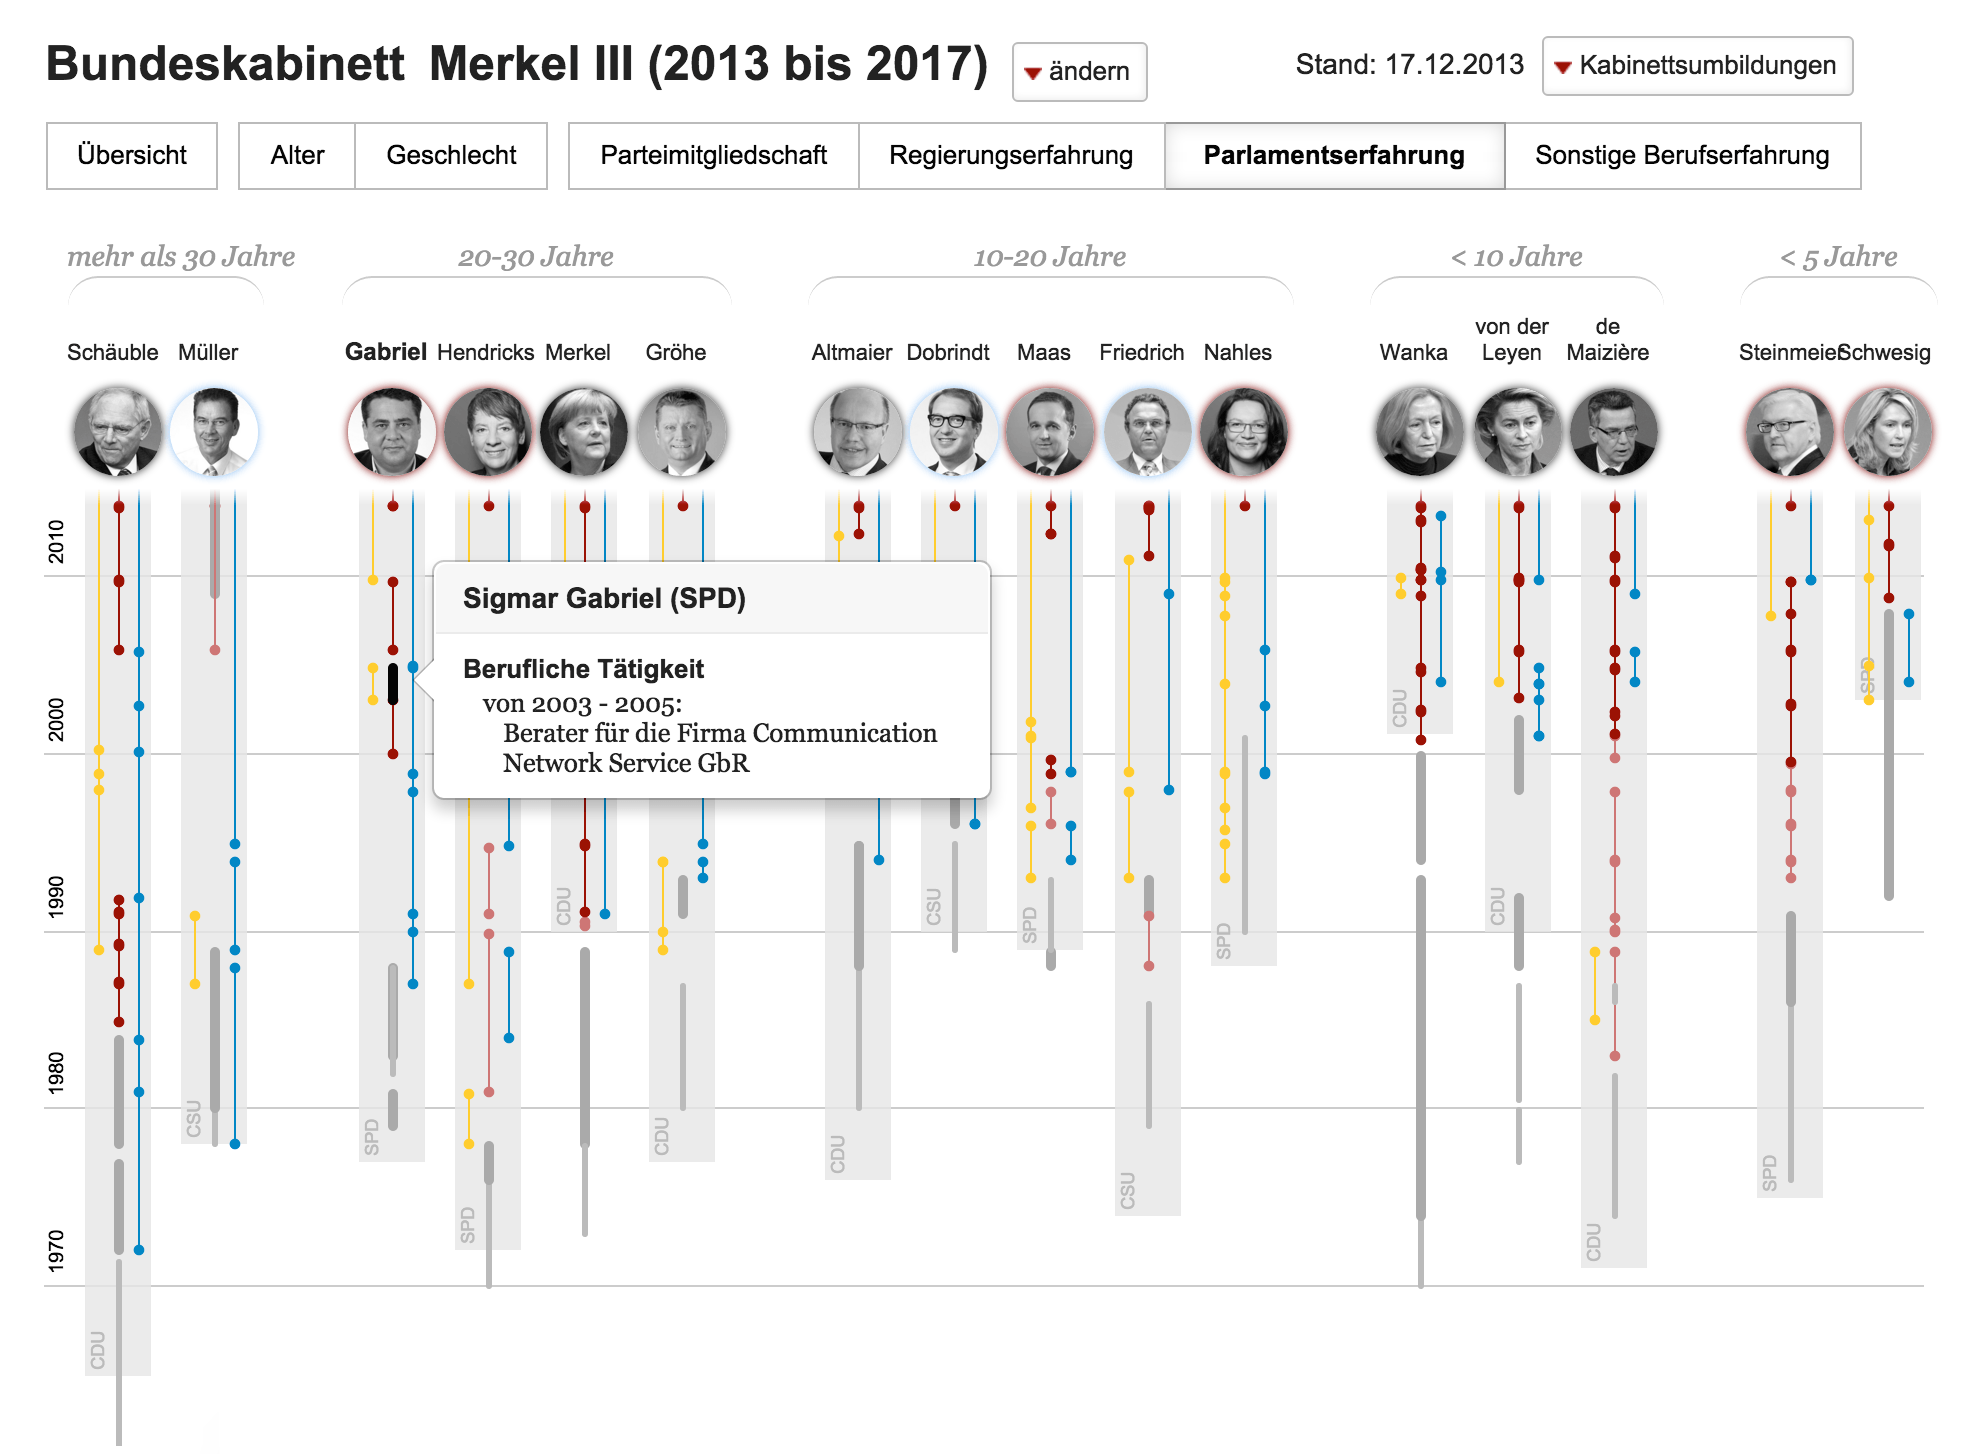 Bundeskabinett Merkel III (2013 bis 2017)
ändern
Stand: 17.12.2013
Kabinettsumbildungen
Übersicht
Alter
Geschlecht
Parteimitgliedschaft
Regierungserfahrung
Parlamentserfahrung
Sonstige Berufserfahrung
mehr als 30 Jahre
20-30 Jahre
10-20 Jahre
< 10 Jahre
< 5 Jahre
Schäuble
Müller
Gabriel
Hendricks
Merkel
Gröhe
Altmaier
Dobrindt
Maas
Friedrich
Nahles
Wanka
von der
Leyen
de
Maizière
Steinmeier
Schwesig
2010
2000
1990
1980
1970
Sigmar Gabriel (SPD)
Berufliche Tätigkeit
von 2003 - 2005:
Berater für die Firma Communication
Network Service GbR
CDU
CSU
SPD
SPD
CDU
CDU
CDU
CSU
SPD
CSU
SPD
CDU
CDU
CDU
SPD
SPD